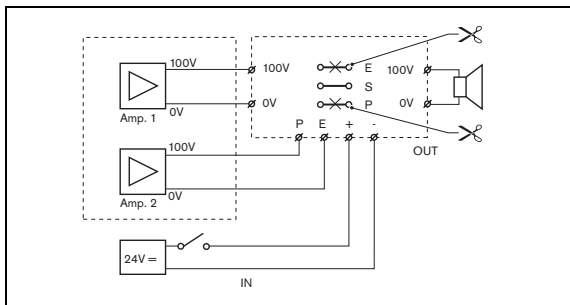 100V
100V
E
100V
S
0V
P
0V
0V
Amp. 1
P E + -
OUT
100V
0V
Amp. 2
24V =
IN